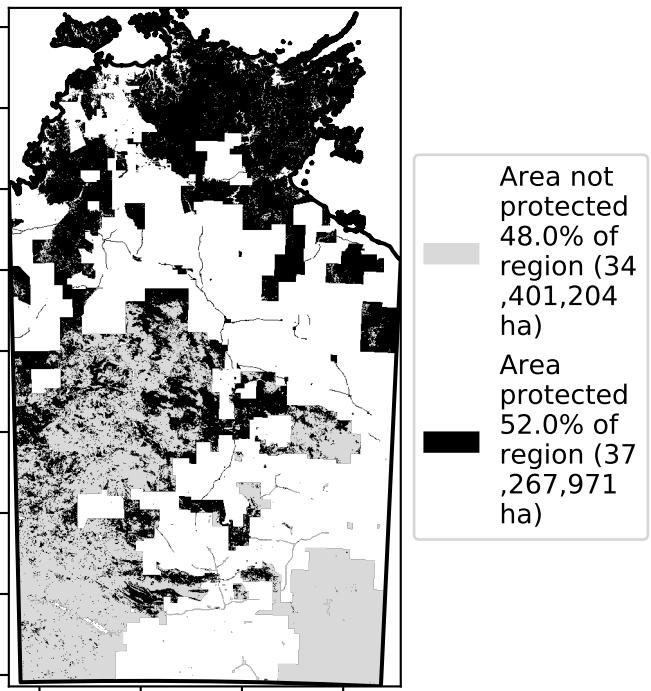 Area not
protected
48.0% of
region (34
,401,204
ha)
Area
protected
52.0% of
region (37
,267,971
ha)